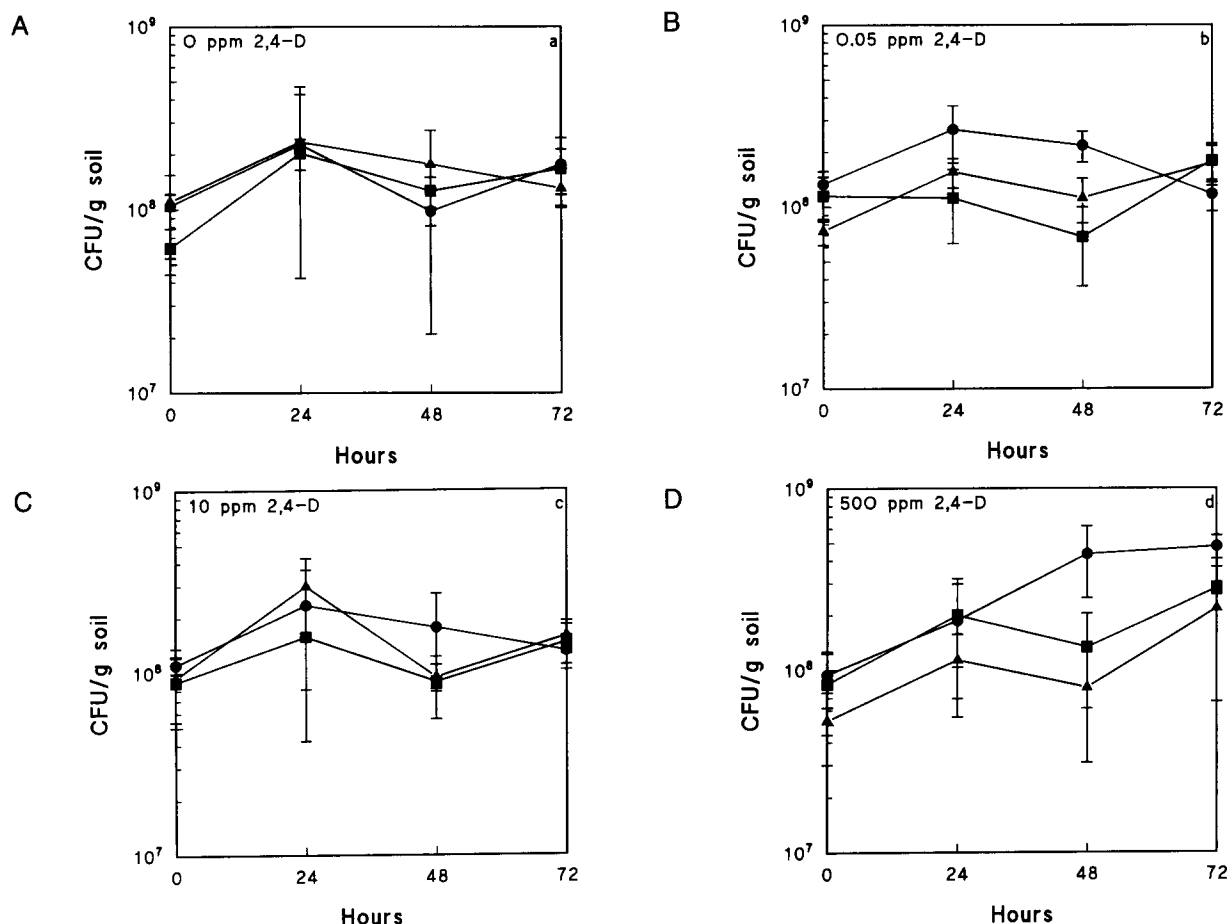 A
10⁹
0 ppm 2,4-D
a
10⁸
10⁷
CFU/g soil
0
24
48
72
Hours
B
10⁹
0.05 ppm 2,4-D
b
10⁸
10⁷
CFU/g soil
0
24
48
72
Hours
C
10⁹
10 ppm 2,4-D
c
10⁸
10⁷
CFU/g soil
0
24
48
72
Hours
D
10⁹
500 ppm 2,4-D
d
10⁸
10⁷
CFU/g soil
0
24
48
72
Hours